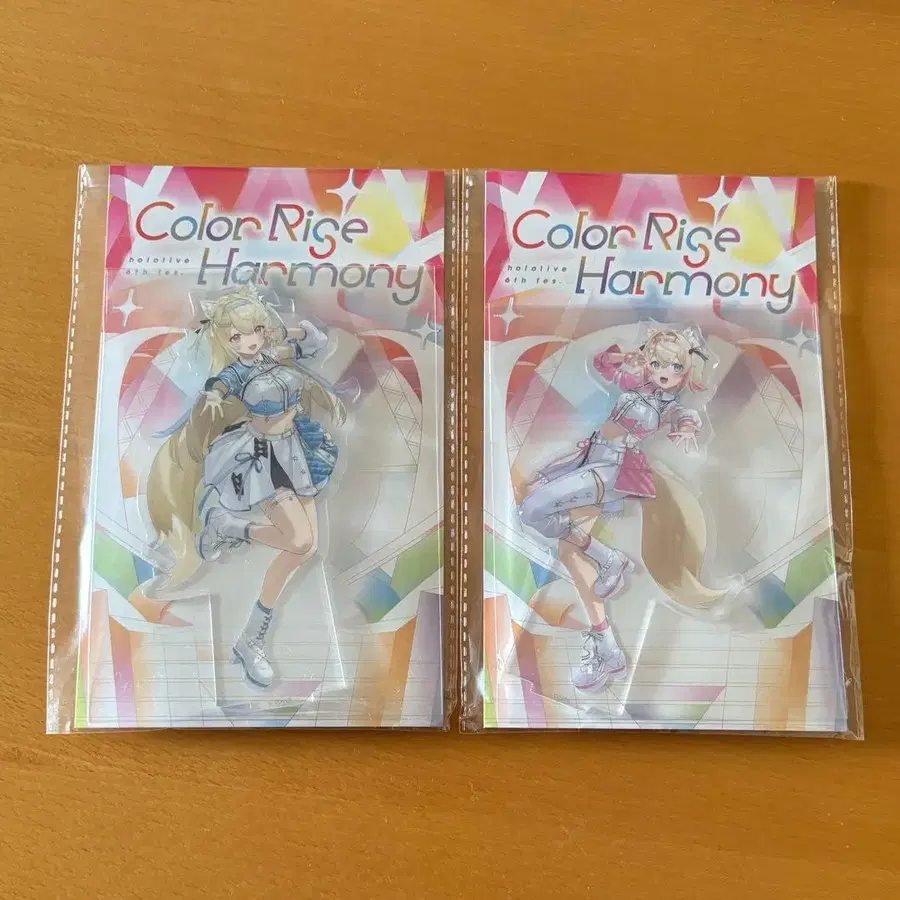 Color Rise
hololive
6th fes.
Harmony
Color Rise
hololive
6th fes.
Harmony